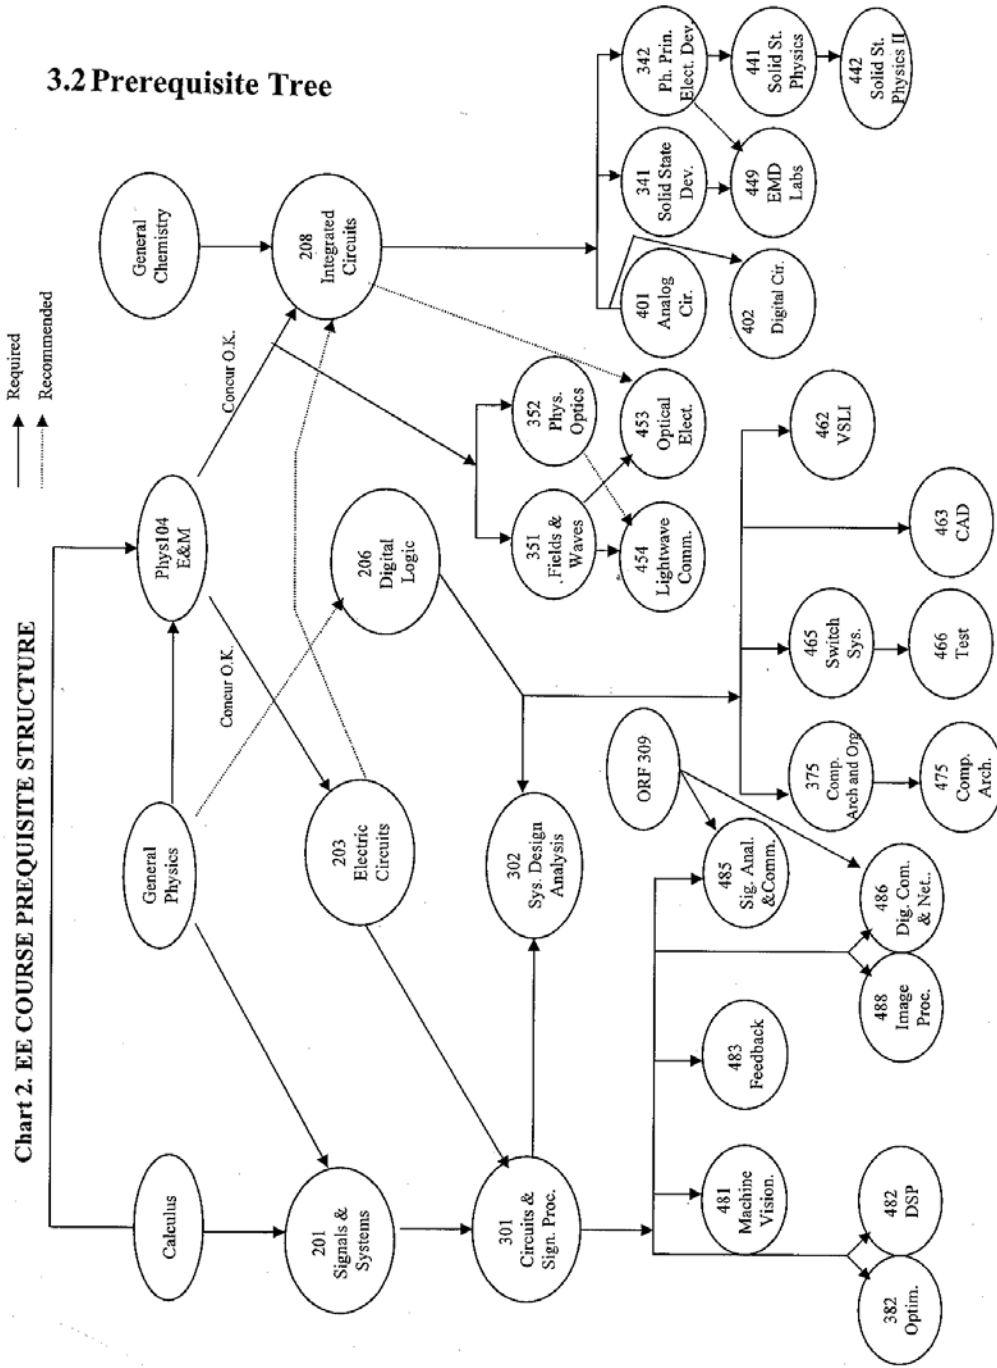 3.2 Prerequisite Tree
Chart 2. EE COURSE PREQUISITE STRUCTURE
Required
Recommended
Calculus
General
Physics
Phys104
E&M
General
Chemistry
Concur O.K.
Concur O.K.
201
Signals &
Systems
203
Electric
Circuits
206
Digital
Logic
208
Integrated
Circuits
301
Circuits &
Sign. Proc.
302
Sys. Design
Analysis
351
Fields &
Waves
352
Phys.
Optics
454
Lightwave
Comm.
453
Optical
Elect.
401
Analog
Cir.
341
Solid State
Dev.
342
Ph. Prin.
Elect. Dev.
402
Digital Cir.
449
EMD
Labs
441
Solid St.
Physics
442
Solid St.
Physics II
ORF 309
481
Machine
Vision.
483
Feedback
485
Sig. Anal.
&Comm.
382
Optim.
482
DSP
488
Image
Proc.
486
Dig. Com.
& Net..
375
Comp.
Arch and Org
465
Switch
Sys.
462
VSLI
475
Comp.
Arch.
466
Test
463
CAD